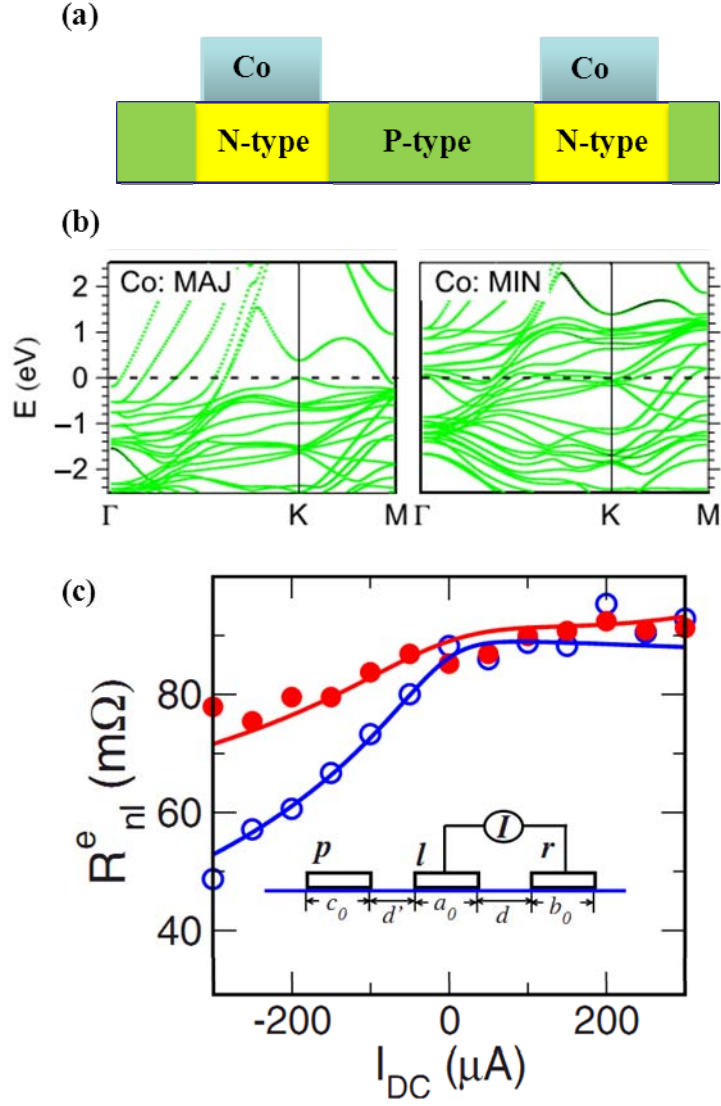 (a)
Co Co
N-type P-type N-type
(b)
Co: MAJ Co: MIN
2
1
0
−1
−2
E (eV)
Γ K M Γ K M
(c)
80
60
40
R^e_nl (mΩ)
I
p l r
c₀ d' a₀ d b₀
-200 0 200
I_DC (μA)